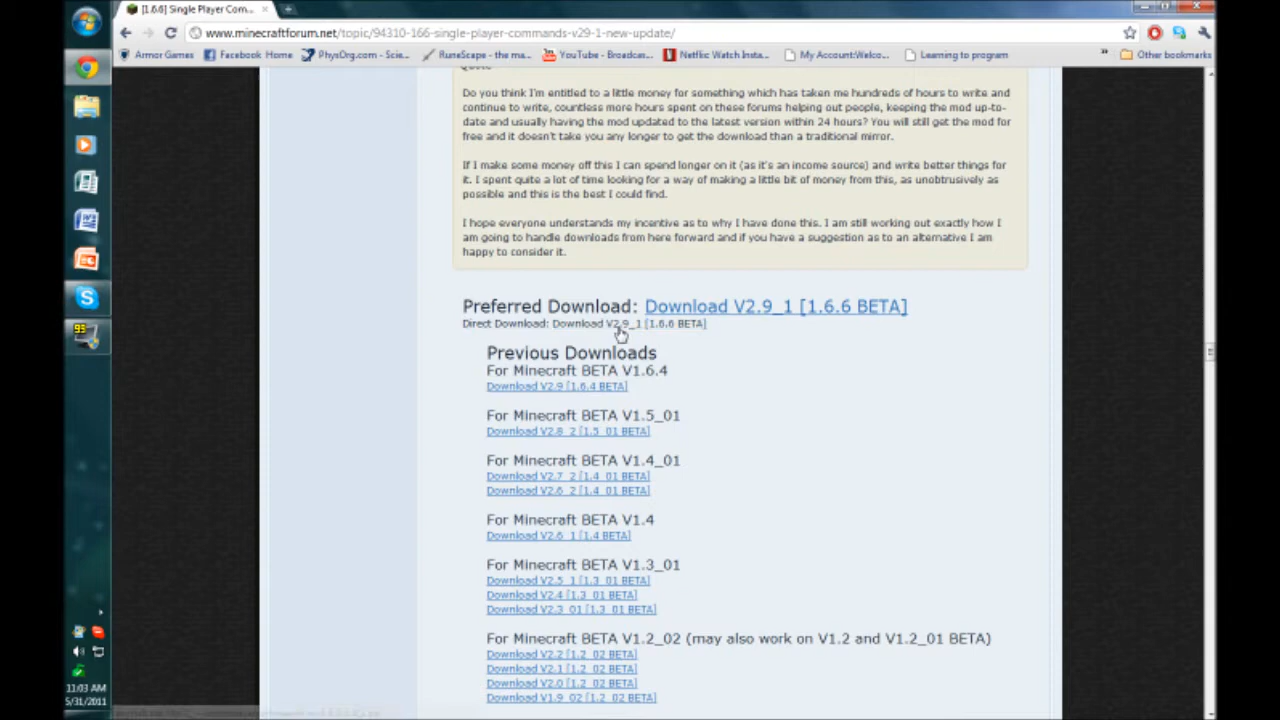 [1.6.6] Single Player Com...
www.minecraftforum.net/topic/94310-166-single-player-commands-v29-1-new-update/
Armor Games
Facebook Home
PhysOrg.com - Scie...
RuneScape - the ma...
YouTube - Broadcas...
Netflix Watch Insta...
My Account:Welco...
Learning to program
Other bookmarks
Quote
Do you think I'm entitled to a little money for something which has taken me hundreds of hours to write and
continue to write, countless more hours spent on these forums helping out people, keeping the mod up-to-
date and usually having the mod updated to the latest version within 24 hours? You will still get the mod for
free and it doesn't take you any longer to get the download than a traditional mirror.
If I make some money off this I can spend longer on it (as it's an income source) and write better things for
it. I spent quite a lot of time looking for a way of making a little bit of money from this, as unobtrusively as
possible and this is the best I could find.
I hope everyone understands my incentive as to why I have done this. I am still working out exactly how I
am going to handle downloads from here forward and if you have a suggestion as to an alternative I am
happy to consider it.
Preferred Download: Download V2.9_1 [1.6.6 BETA]
Direct Download: Download V2.9_1 [1.6.6 BETA]
Previous Downloads
For Minecraft BETA V1.6.4
Download V2.9 [1.6.4 BETA]
For Minecraft BETA V1.5_01
Download V2.8_2 [1.5_01 BETA]
For Minecraft BETA V1.4_01
Download V2.7_2 [1.4_01 BETA]
Download V2.6_2 [1.4_01 BETA]
For Minecraft BETA V1.4
Download V2.6_1 [1.4 BETA]
For Minecraft BETA V1.3_01
Download V2.5_1 [1.3_01 BETA]
Download V2.4 [1.3_01 BETA]
Download V2.3_01 [1.3_01 BETA]
For Minecraft BETA V1.2_02 (may also work on V1.2 and V1.2_01 BETA)
Download V2.2 [1.2_02 BETA]
Download V2.1 [1.2_02 BETA]
Download V2.0 [1.2_02 BETA]
Download V1.9_02 [1.2_02 BETA]
99
11:03 AM
5/31/2011